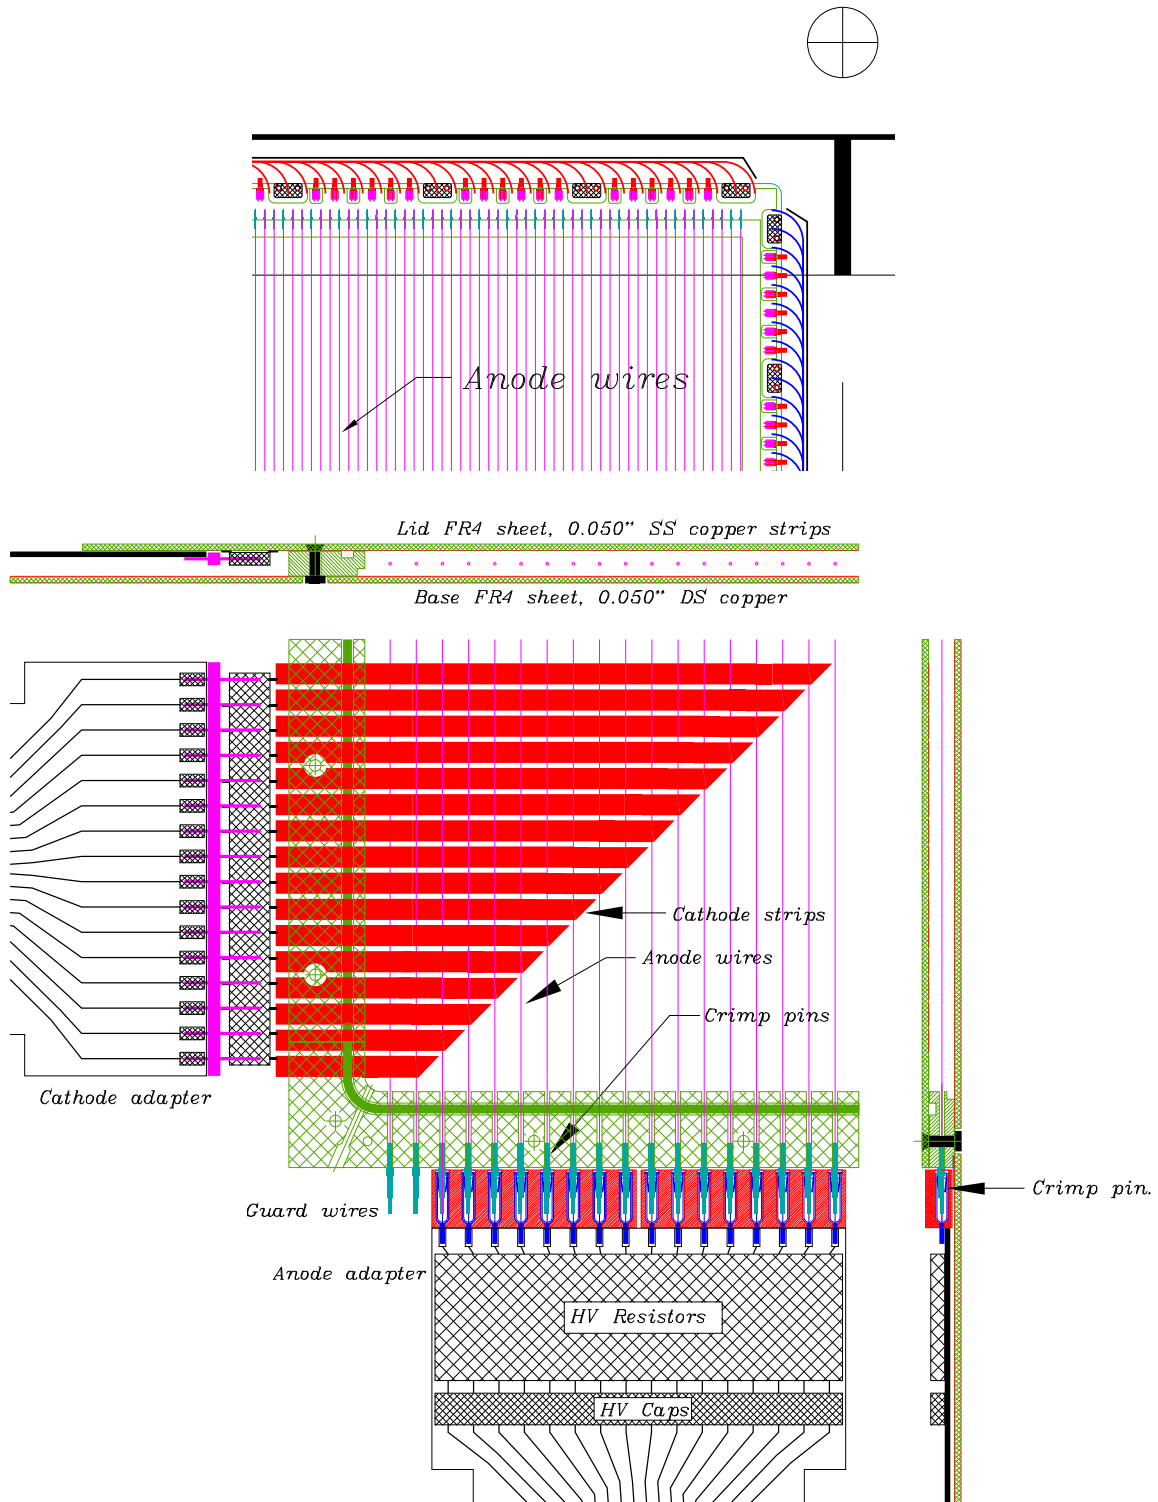 Anode wires
Lid FR4 sheet, 0.050" SS copper strips
Base FR4 sheet, 0.050" DS copper
Cathode strips
Anode wires
Crimp pins
Cathode adapter
Crimp pin.
Guard wires
Anode adapter
HV Resistors
HV Caps